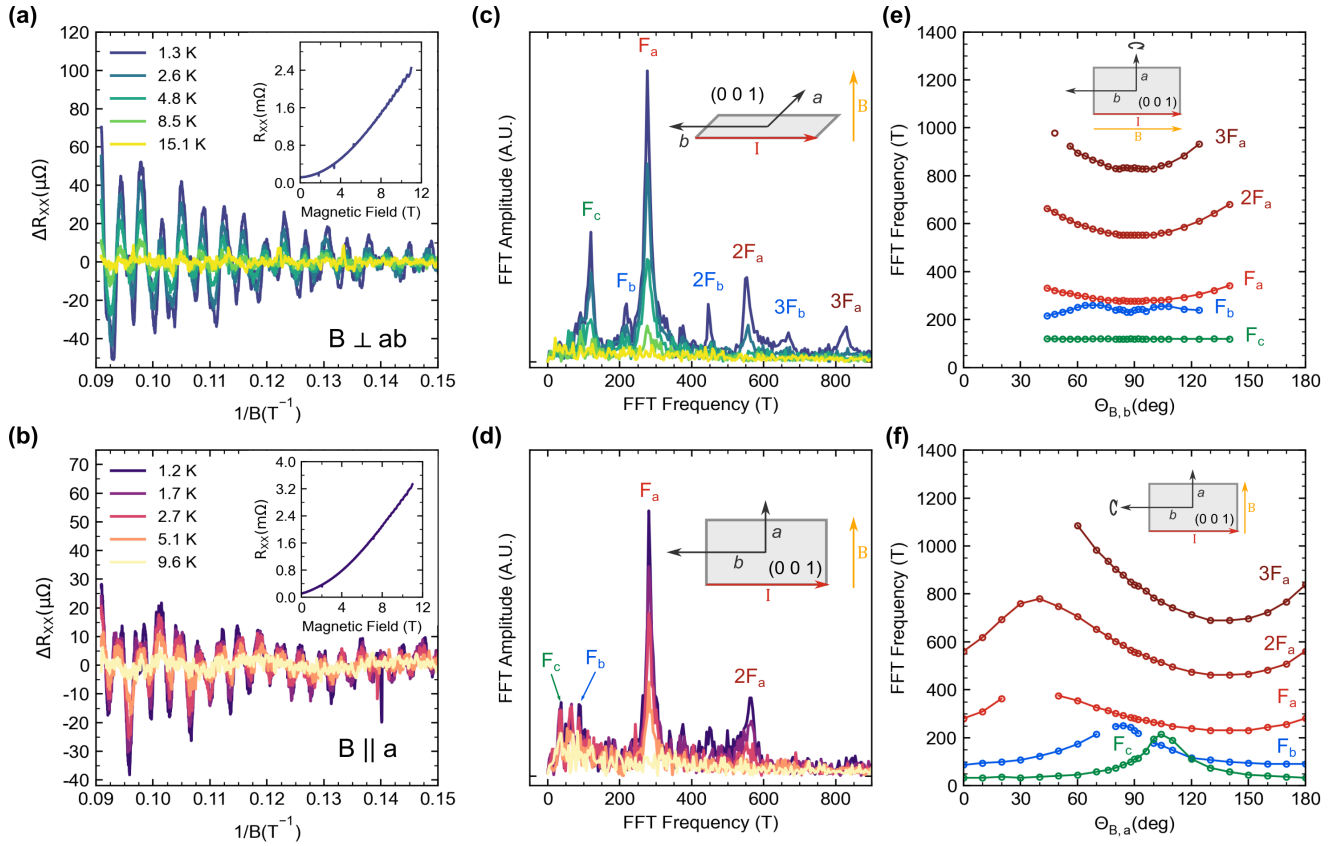 (a)
120
100
80
60
40
20
0
-20
-40
ΔR_XX(μΩ)
1.3 K
2.6 K
4.8 K
8.5 K
15.1 K
2.4
1.6
0.8
0.0
R_XX(mΩ)
0 4 8 12
Magnetic Field (T)
B ⊥ ab
0.09 0.10 0.11 0.12 0.13 0.14 0.15
1/B(T⁻¹)
(c)
FFT Amplitude (A.U.)
F_a
F_c
F_b
2F_b
2F_a
3F_b
3F_a
(0 0 1)
a
b
I
B
0 200 400 600 800
FFT Frequency (T)
(e)
1400
1200
1000
800
600
400
200
0
FFT Frequency (T)
a
b
(0 0 1)
I
B
3F_a
2F_a
F_a
F_b
F_c
0 30 60 90 120 150 180
Θ_B,b(deg)
(b)
70
60
50
40
30
20
10
0
-10
-20
-30
-40
ΔR_XX(μΩ)
1.2 K
1.7 K
2.7 K
5.1 K
9.6 K
4.0
3.2
2.4
1.6
0.8
0.0
R_XX(mΩ)
0 4 8 12
Magnetic Field (T)
B || a
0.09 0.10 0.11 0.12 0.13 0.14 0.15
1/B(T⁻¹)
(d)
FFT Amplitude (A.U.)
F_a
F_c
F_b
2F_a
a
b
(0 0 1)
I
B
0 200 400 600 800
FFT Frequency (T)
(f)
1400
1200
1000
800
600
400
200
0
FFT Frequency (T)
a
b
(0 0 1)
I
B
3F_a
2F_a
F_a
F_b
F_c
0 30 60 90 120 150 180
Θ_B,a(deg)